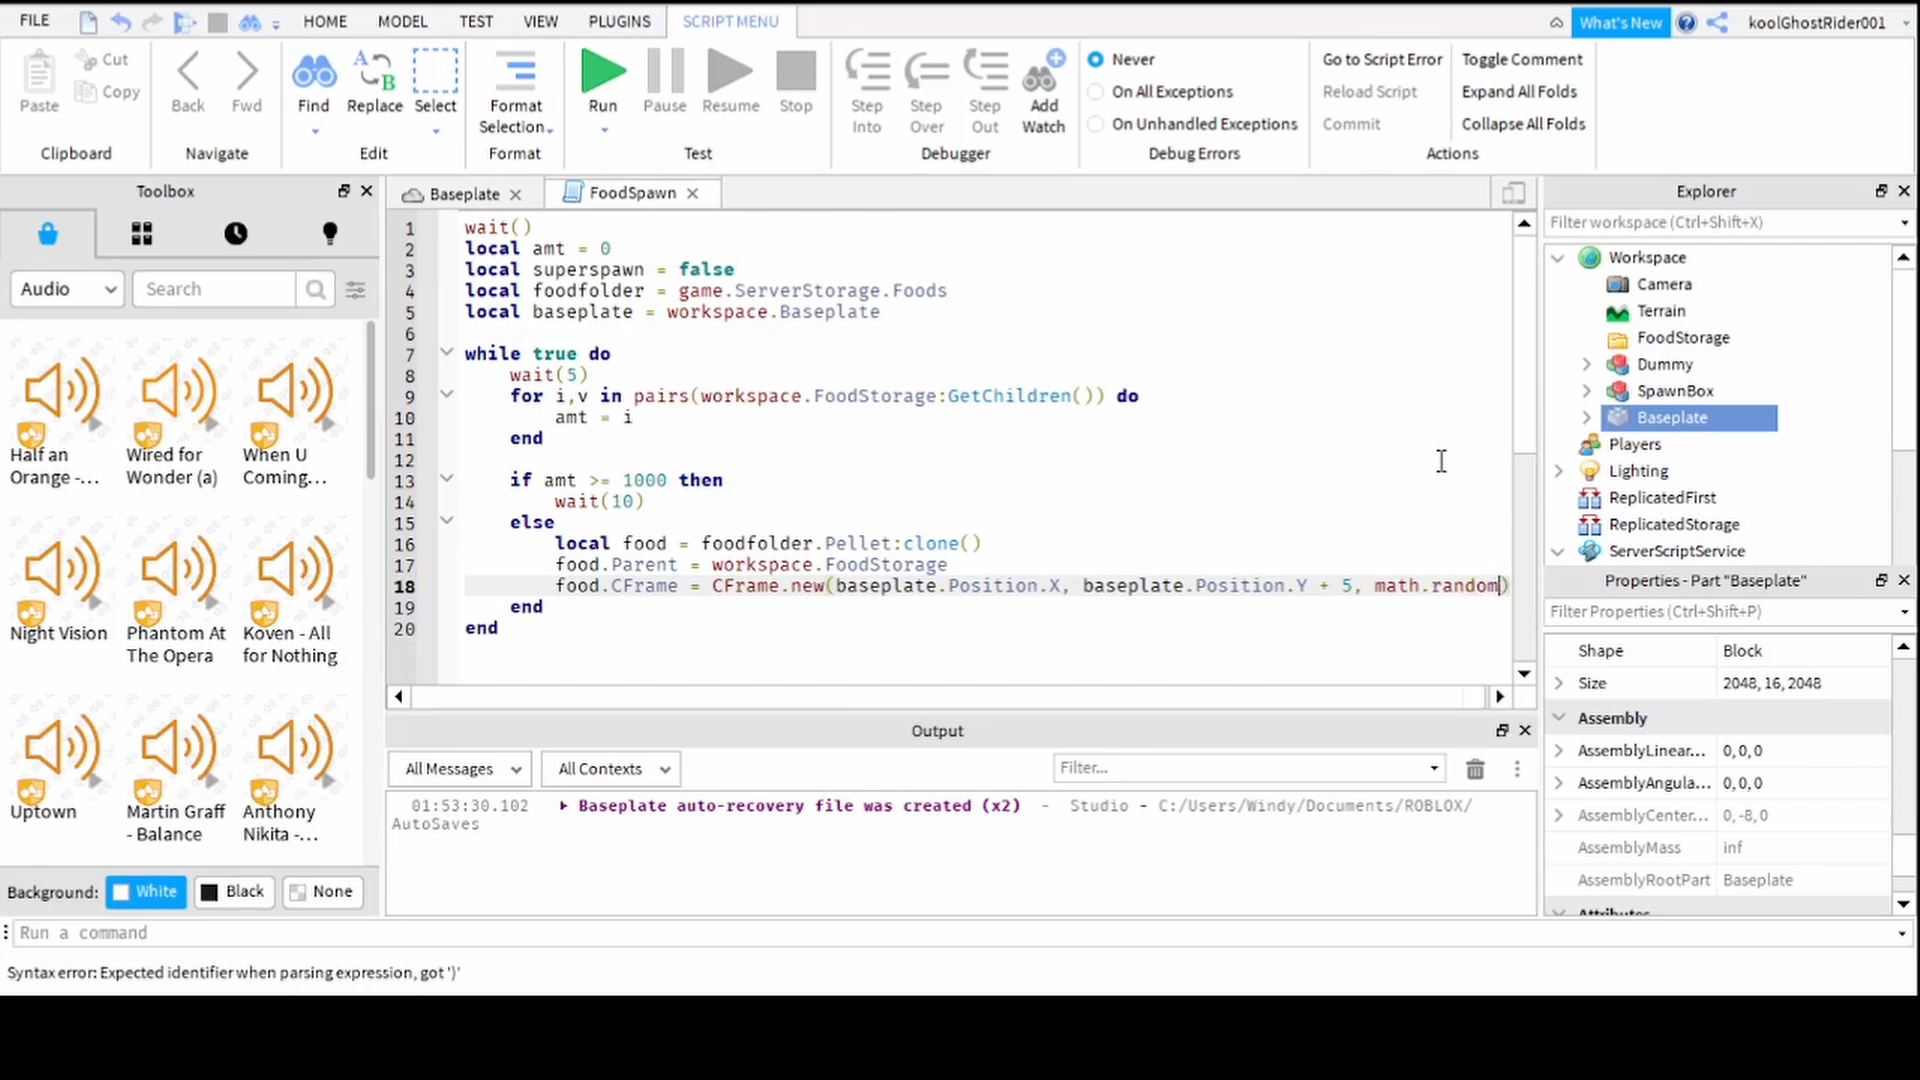 FILE HOME MODEL TEST VIEW PLUGINS SCRIPT MENU What's New koolGhostRider001
Paste Cut Copy Back Fwd Find Replace Select Format Selection Run Pause Resume Stop Step Into Step Over Step Out Add Watch
Never
On All Exceptions
On Unhandled Exceptions
Go to Script Error Toggle Comment
Reload Script Expand All Folds
Commit Collapse All Folds
Clipboard Navigate Edit Format Test Debugger Debug Errors Actions
Toolbox
Audio Search
Half an Orange -...
Wired for Wonder (a)
When U Coming...
Night Vision
Phantom At The Opera
Koven - All for Nothing
Uptown
Martin Graff - Balance
Anthony Nikita -...
Background: White Black None
Baseplate FoodSpawn
1 wait()
2 local amt = 0
3 local superspawn = false
4 local foodfolder = game.ServerStorage.Foods
5 local baseplate = workspace.Baseplate
6
7 while true do
8 wait(5)
9 for i,v in pairs(workspace.FoodStorage:GetChildren()) do
10 amt = i
11 end
12
13 if amt >= 1000 then
14 wait(10)
15 else
16 local food = foodfolder.Pellet:clone()
17 food.Parent = workspace.FoodStorage
18 food.CFrame = CFrame.new(baseplate.Position.X, baseplate.Position.Y + 5, math.random)
19 end
20 end
Output
All Messages All Contexts Filter...
01:53:30.102 Baseplate auto-recovery file was created (x2) - Studio - C:/Users/Windy/Documents/ROBLOX/
AutoSaves
Explorer
Filter workspace (Ctrl+Shift+X)
Workspace
Camera
Terrain
FoodStorage
Dummy
SpawnBox
Baseplate
Players
Lighting
ReplicatedFirst
ReplicatedStorage
ServerScriptService
Properties - Part "Baseplate"
Filter Properties (Ctrl+Shift+P)
Shape Block
Size 2048, 16, 2048
Assembly
AssemblyLinear... 0,0,0
AssemblyAngula... 0,0,0
AssemblyCenter... 0,-8,0
AssemblyMass inf
AssemblyRootPart Baseplate
Attributes
Run a command
Syntax error: Expected identifier when parsing expression, got ')'